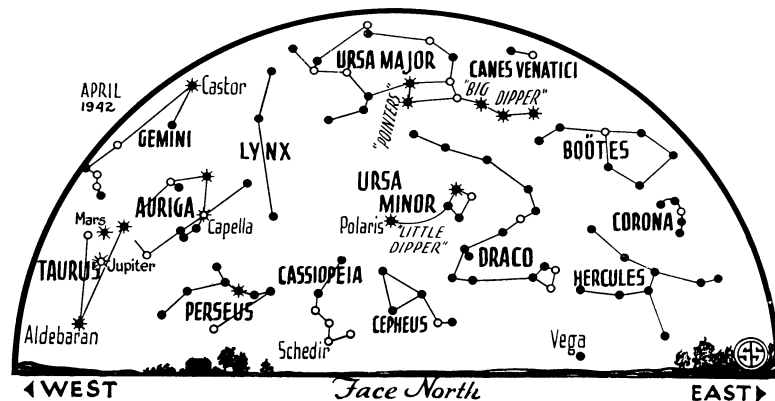 URSA MAJOR
CANES VENATICI
APRIL
1942
Castor
"BIG DIPPER"
"POINTERS"
GEMINI
LYNX
BOÖTES
URSA
MINOR
AURIGA
Mars
Capella
Polaris
"LITTLE
DIPPER"
CORONA
TAURUS
Jupiter
DRACO
CASSIOPEIA
HERCULES
PERSEUS
CEPHEUS
Aldebaran
Schedir
Vega
SS
WEST
Face North
EAST